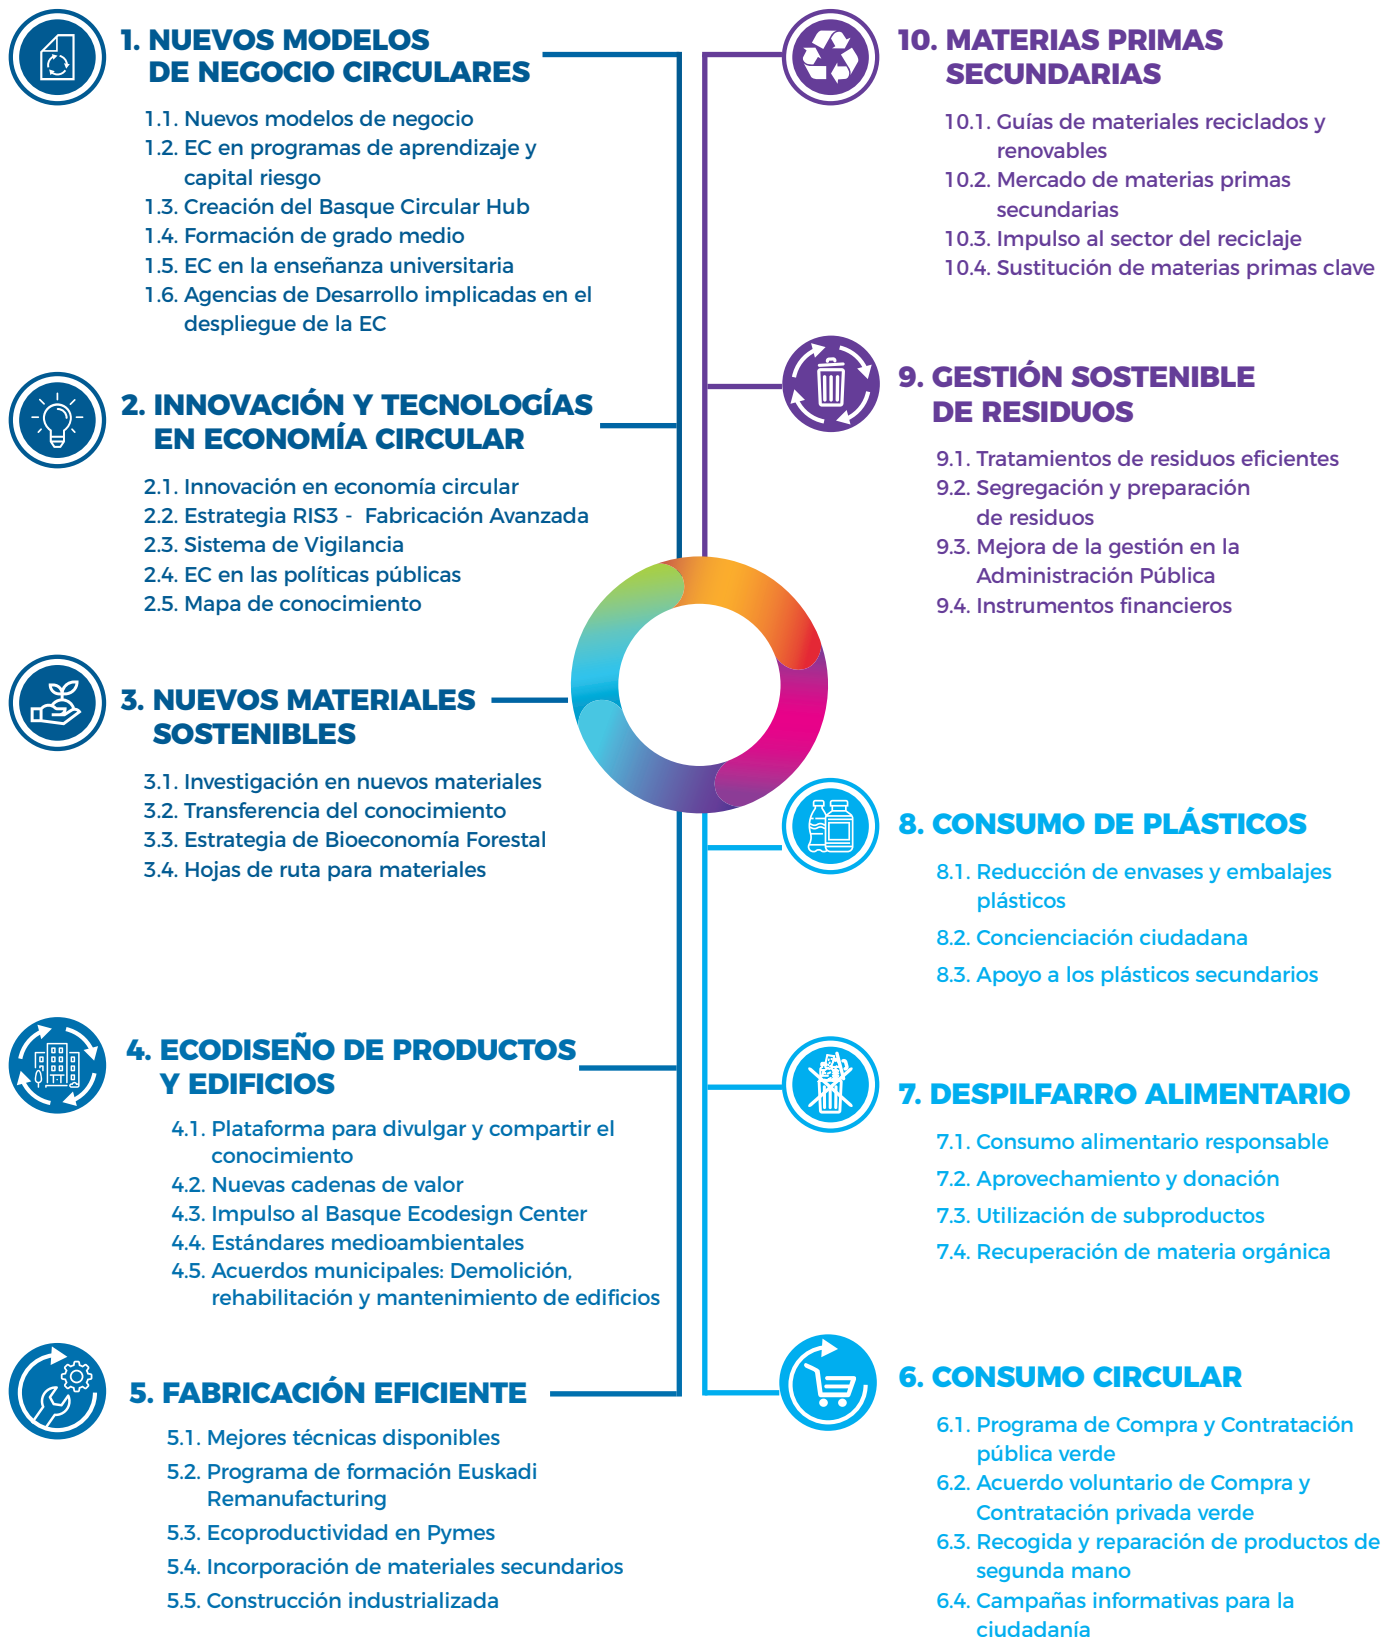 1. NUEVOS MODELOS
DE NEGOCIO CIRCULARES
1.1. Nuevos modelos de negocio
1.2. EC en programas de aprendizaje y
capital riesgo
1.3. Creación del Basque Circular Hub
1.4. Formación de grado medio
1.5. EC en la enseñanza universitaria
1.6. Agencias de Desarrollo implicadas en el
despliegue de la EC
2. INNOVACIÓN Y TECNOLOGÍAS
EN ECONOMÍA CIRCULAR
2.1. Innovación en economía circular
2.2. Estrategia RIS3 - Fabricación Avanzada
2.3. Sistema de Vigilancia
2.4. EC en las políticas públicas
2.5. Mapa de conocimiento
3. NUEVOS MATERIALES
SOSTENIBLES
3.1. Investigación en nuevos materiales
3.2. Transferencia del conocimiento
3.3. Estrategia de Bioeconomía Forestal
3.4. Hojas de ruta para materiales
4. ECODISEÑO DE PRODUCTOS
Y EDIFICIOS
4.1. Plataforma para divulgar y compartir el
conocimiento
4.2. Nuevas cadenas de valor
4.3. Impulso al Basque Ecodesign Center
4.4. Estándares medioambientales
4.5. Acuerdos municipales: Demolición,
rehabilitación y mantenimiento de edificios
5. FABRICACIÓN EFICIENTE
5.1. Mejores técnicas disponibles
5.2. Programa de formación Euskadi
Remanufacturing
5.3. Ecoproductividad en Pymes
5.4. Incorporación de materiales secundarios
5.5. Construcción industrializada
10. MATERIAS PRIMAS
SECUNDARIAS
10.1. Guías de materiales reciclados y
renovables
10.2. Mercado de materias primas
secundarias
10.3. Impulso al sector del reciclaje
10.4. Sustitución de materias primas clave
9. GESTIÓN SOSTENIBLE
DE RESIDUOS
9.1. Tratamientos de residuos eficientes
9.2. Segregación y preparación
de residuos
9.3. Mejora de la gestión en la
Administración Pública
9.4. Instrumentos financieros
8. CONSUMO DE PLÁSTICOS
8.1. Reducción de envases y embalajes
plásticos
8.2. Concienciación ciudadana
8.3. Apoyo a los plásticos secundarios
7. DESPILFARRO ALIMENTARIO
7.1. Consumo alimentario responsable
7.2. Aprovechamiento y donación
7.3. Utilización de subproductos
7.4. Recuperación de materia orgánica
6. CONSUMO CIRCULAR
6.1. Programa de Compra y Contratación
pública verde
6.2. Acuerdo voluntario de Compra y
Contratación privada verde
6.3. Recogida y reparación de productos de
segunda mano
6.4. Campañas informativas para la
ciudadanía